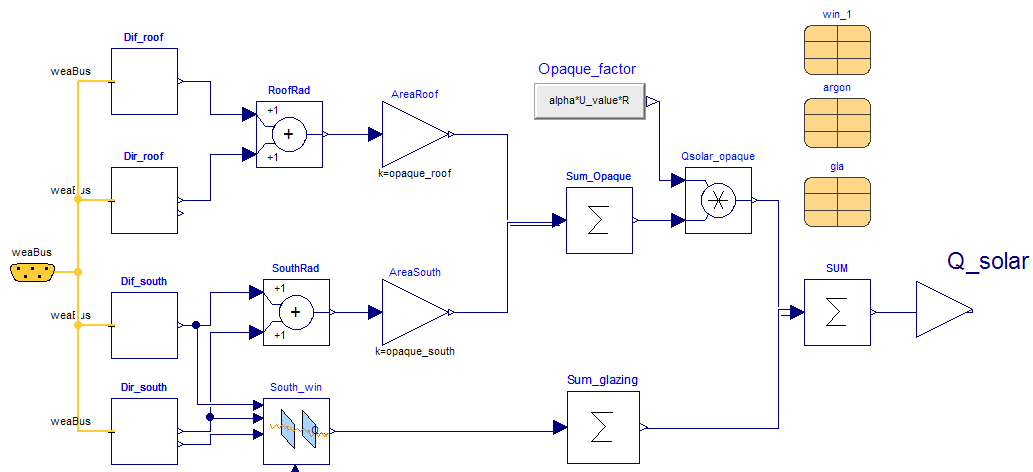 win_1
Dif_roof
Opaque_factor
weaBus
argon
RoofRad
AreaRoof
alpha*U_value*R
+1
+
+1
Dir_roof
Qsolar_opaque
k=opaque_roof
gla
Sum_Opaque
weaBus
Σ
weaBus
Q_solar
SouthRad
AreaSouth
SUM
Dif_south
+1
+
+1
Σ
weaBus
k=opaque_south
Dir_south
South_win
Sum_glazing
weaBus
Σ